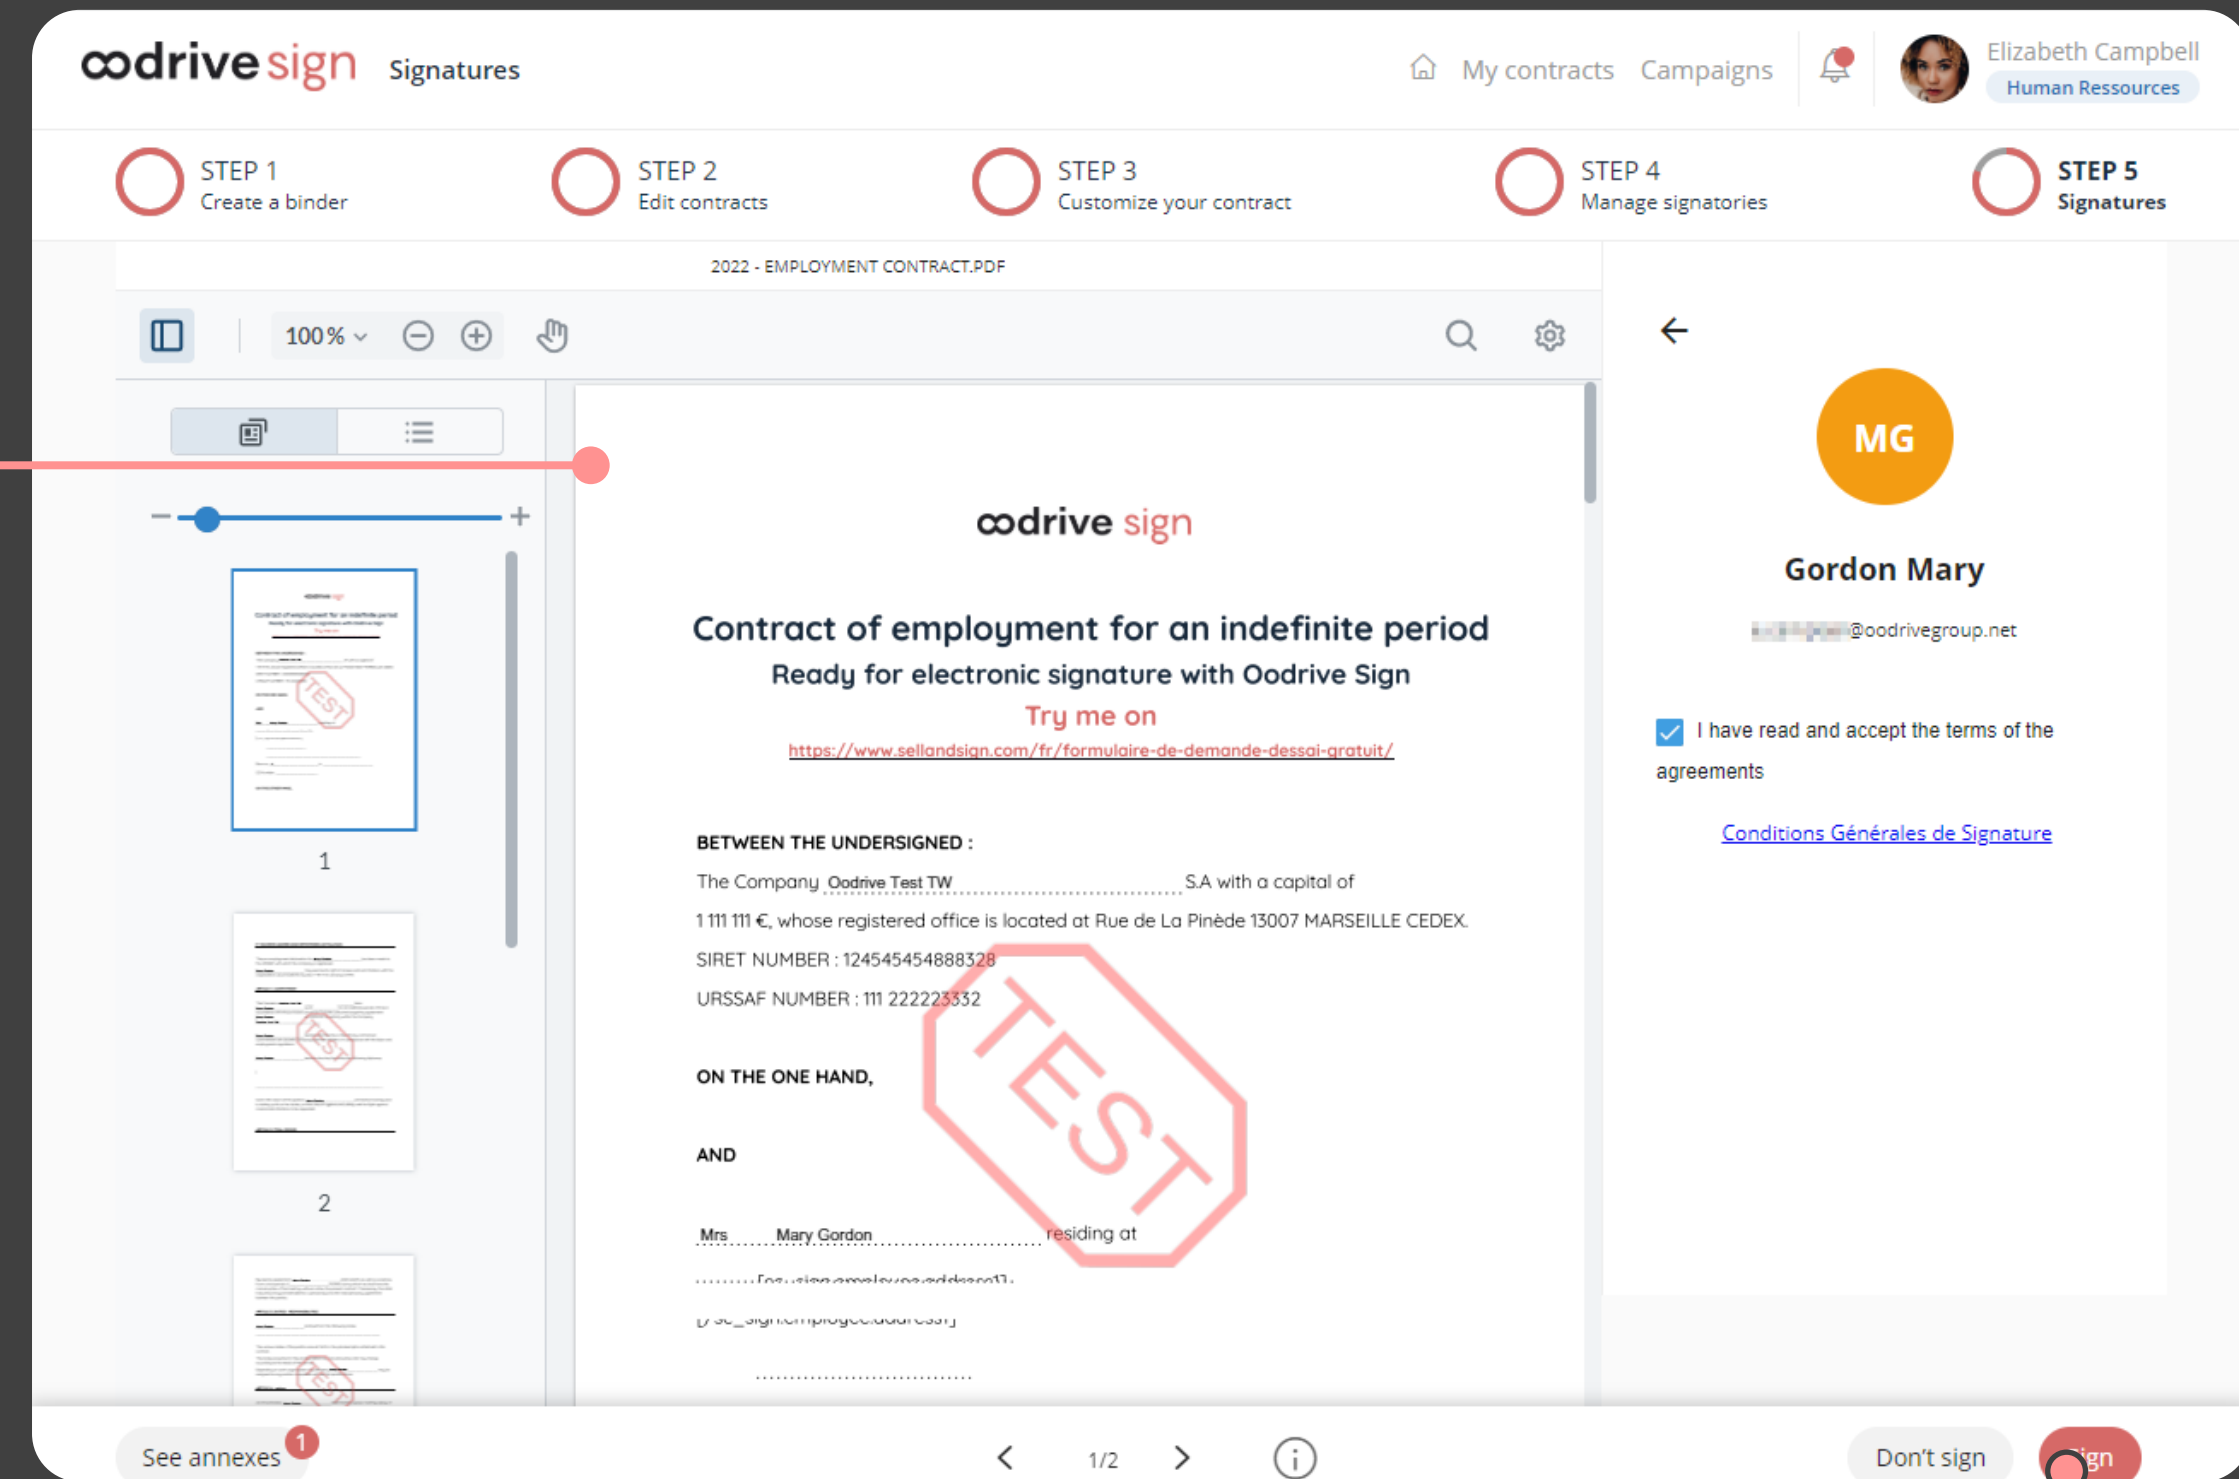 oodrive sign Signatures
My contracts Campaigns
Elizabeth Campbell
Human Ressources
STEP 1
Create a binder
STEP 2
Edit contracts
STEP 3
Customize your contract
STEP 4
Manage signatories
STEP 5
Signatures
2022 - EMPLOYMENT CONTRACT.PDF
100%
1
2
TEST
TEST
TEST
oodrive sign
Contract of employment for an indefinite period
Ready for electronic signature with Oodrive Sign
Try me on
https://www.sellandsign.com/fr/formulaire-de-demande-dessai-gratuit/
BETWEEN THE UNDERSIGNED :
The Company Oodrive Test TW S.A with a capital of
1 111 111 €, whose registered office is located at Rue de La Pinède 13007 MARSEILLE CEDEX.
SIRET NUMBER : 124545454888328
URSSAF NUMBER : 111 222223332
ON THE ONE HAND,
AND
Mrs Mary Gordon residing at
TEST
MG
Gordon Mary
@oodrivegroup.net
I have read and accept the terms of the
agreements
Conditions Générales de Signature
See annexes 1
1/2
Don't sign